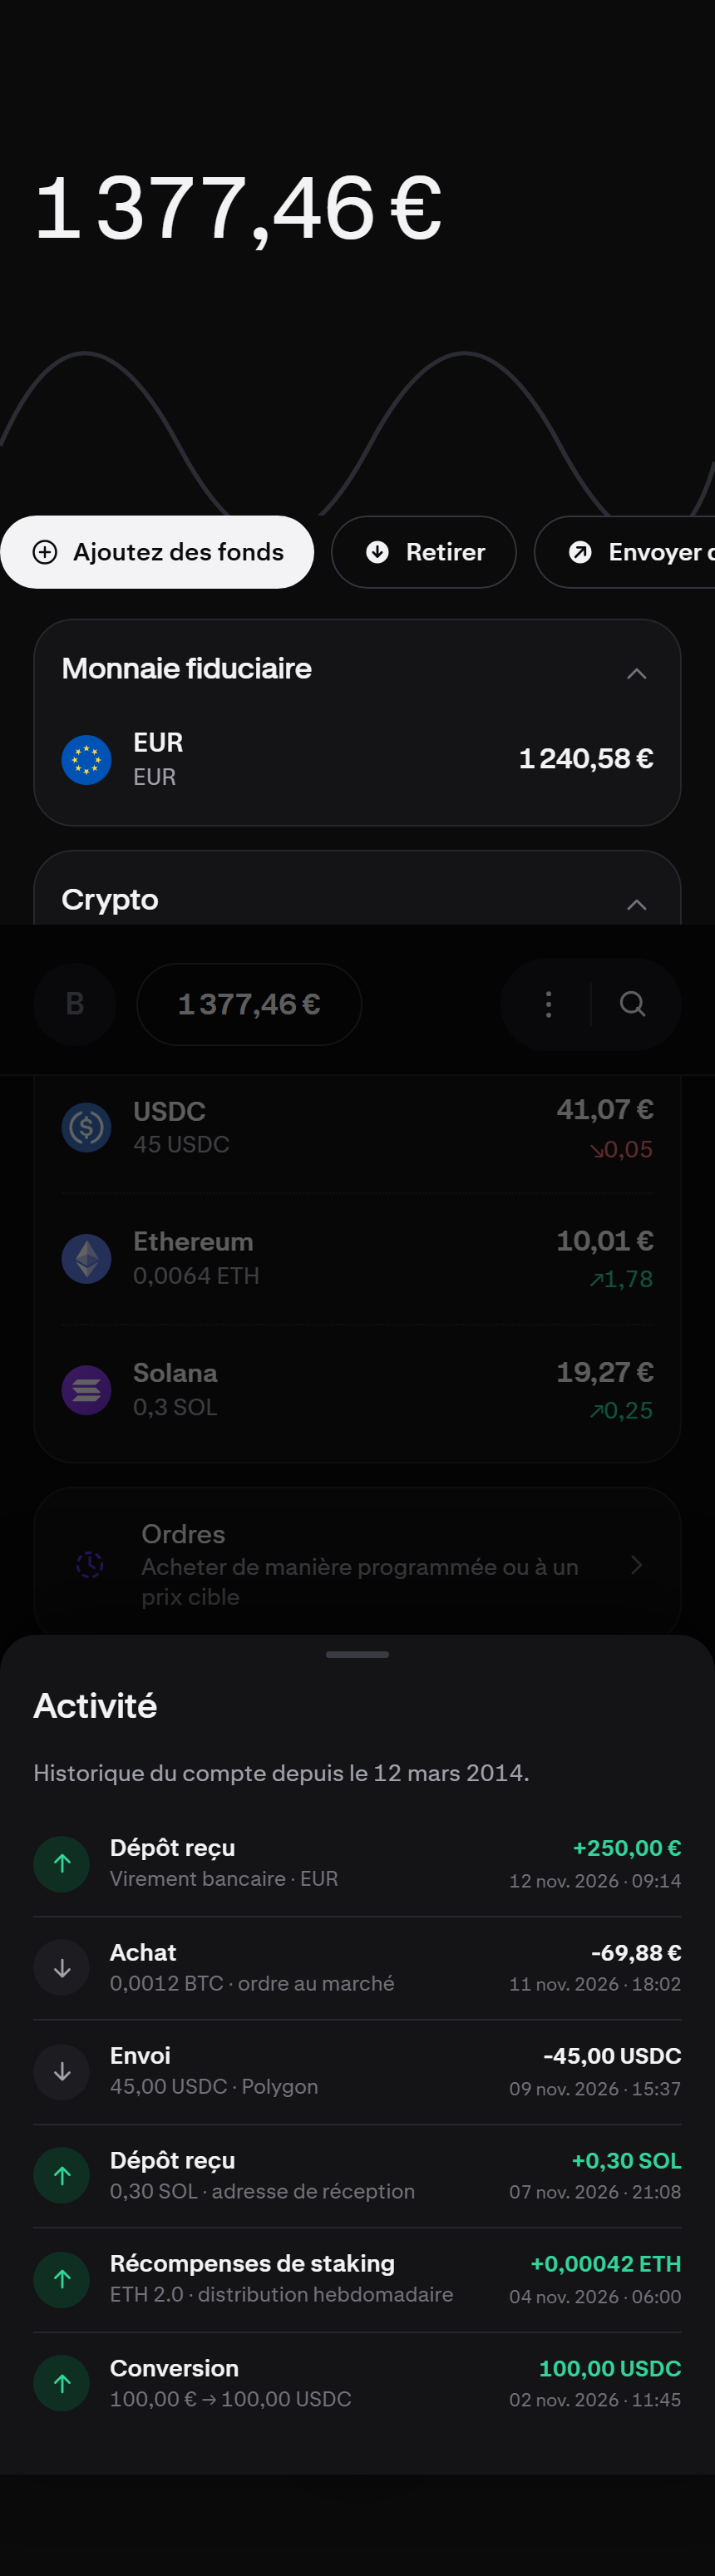 1 377,46 €
Ajoutez des fonds
Retirer
Envoyer
Monnaie fiduciaire
EUR
1 240,58 €
EUR
Crypto
B
1 377,46 €
USDC
41,07 €
45 USDC
↘0,05
Ethereum
10,01 €
0,0064 ETH
↗1,78
Solana
19,27 €
0,3 SOL
↗0,25
Ordres
Acheter de manière programmée ou à un
prix cible
Activité
Historique du compte depuis le 12 mars 2014.
Dépôt reçu
+250,00 €
Virement bancaire · EUR
12 nov. 2026 · 09:14
Achat
-69,88 €
0,0012 BTC · ordre au marché
11 nov. 2026 · 18:02
Envoi
-45,00 USDC
45,00 USDC · Polygon
09 nov. 2026 · 15:37
Dépôt reçu
+0,30 SOL
0,30 SOL · adresse de réception
07 nov. 2026 · 21:08
Récompenses de staking
+0,00042 ETH
ETH 2.0 · distribution hebdomadaire
04 nov. 2026 · 06:00
Conversion
100,00 USDC
100,00 € → 100,00 USDC
02 nov. 2026 · 11:45